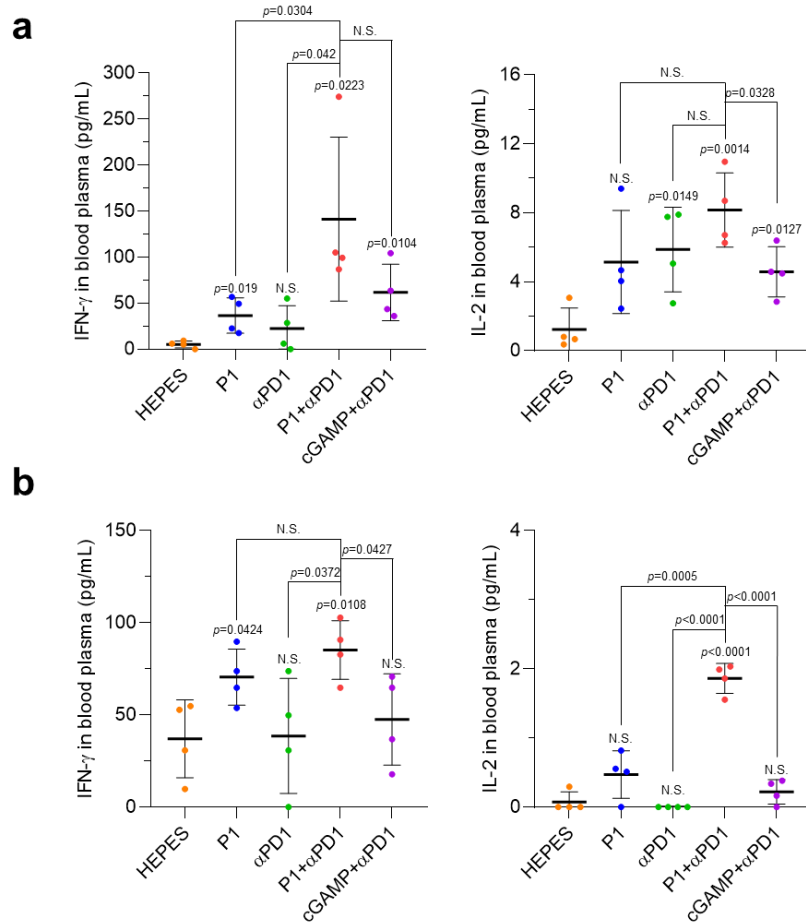 a
IFN-γ in blood plasma (pg/mL)
300
250
200
150
100
50
0
p=0.0304
N.S.
p=0.042
p=0.0223
p=0.0104
p=0.019
N.S.
HEPES
P1
αPD1
P1+αPD1
cGAMP+αPD1
IL-2 in blood plasma (pg/mL)
16
12
8
4
0
N.S.
p=0.0328
N.S.
p=0.0014
N.S.
p=0.0149
p=0.0127
HEPES
P1
αPD1
P1+αPD1
cGAMP+αPD1
b
IFN-γ in blood plasma (pg/mL)
150
100
50
0
N.S.
p=0.0427
p=0.0372
p=0.0108
p=0.0424
N.S.
N.S.
HEPES
P1
αPD1
P1+αPD1
cGAMP+αPD1
IL-2 in blood plasma (pg/mL)
4
2
0
p=0.0005
p<0.0001
p<0.0001
p<0.0001
N.S.
N.S.
N.S.
HEPES
P1
αPD1
P1+αPD1
cGAMP+αPD1